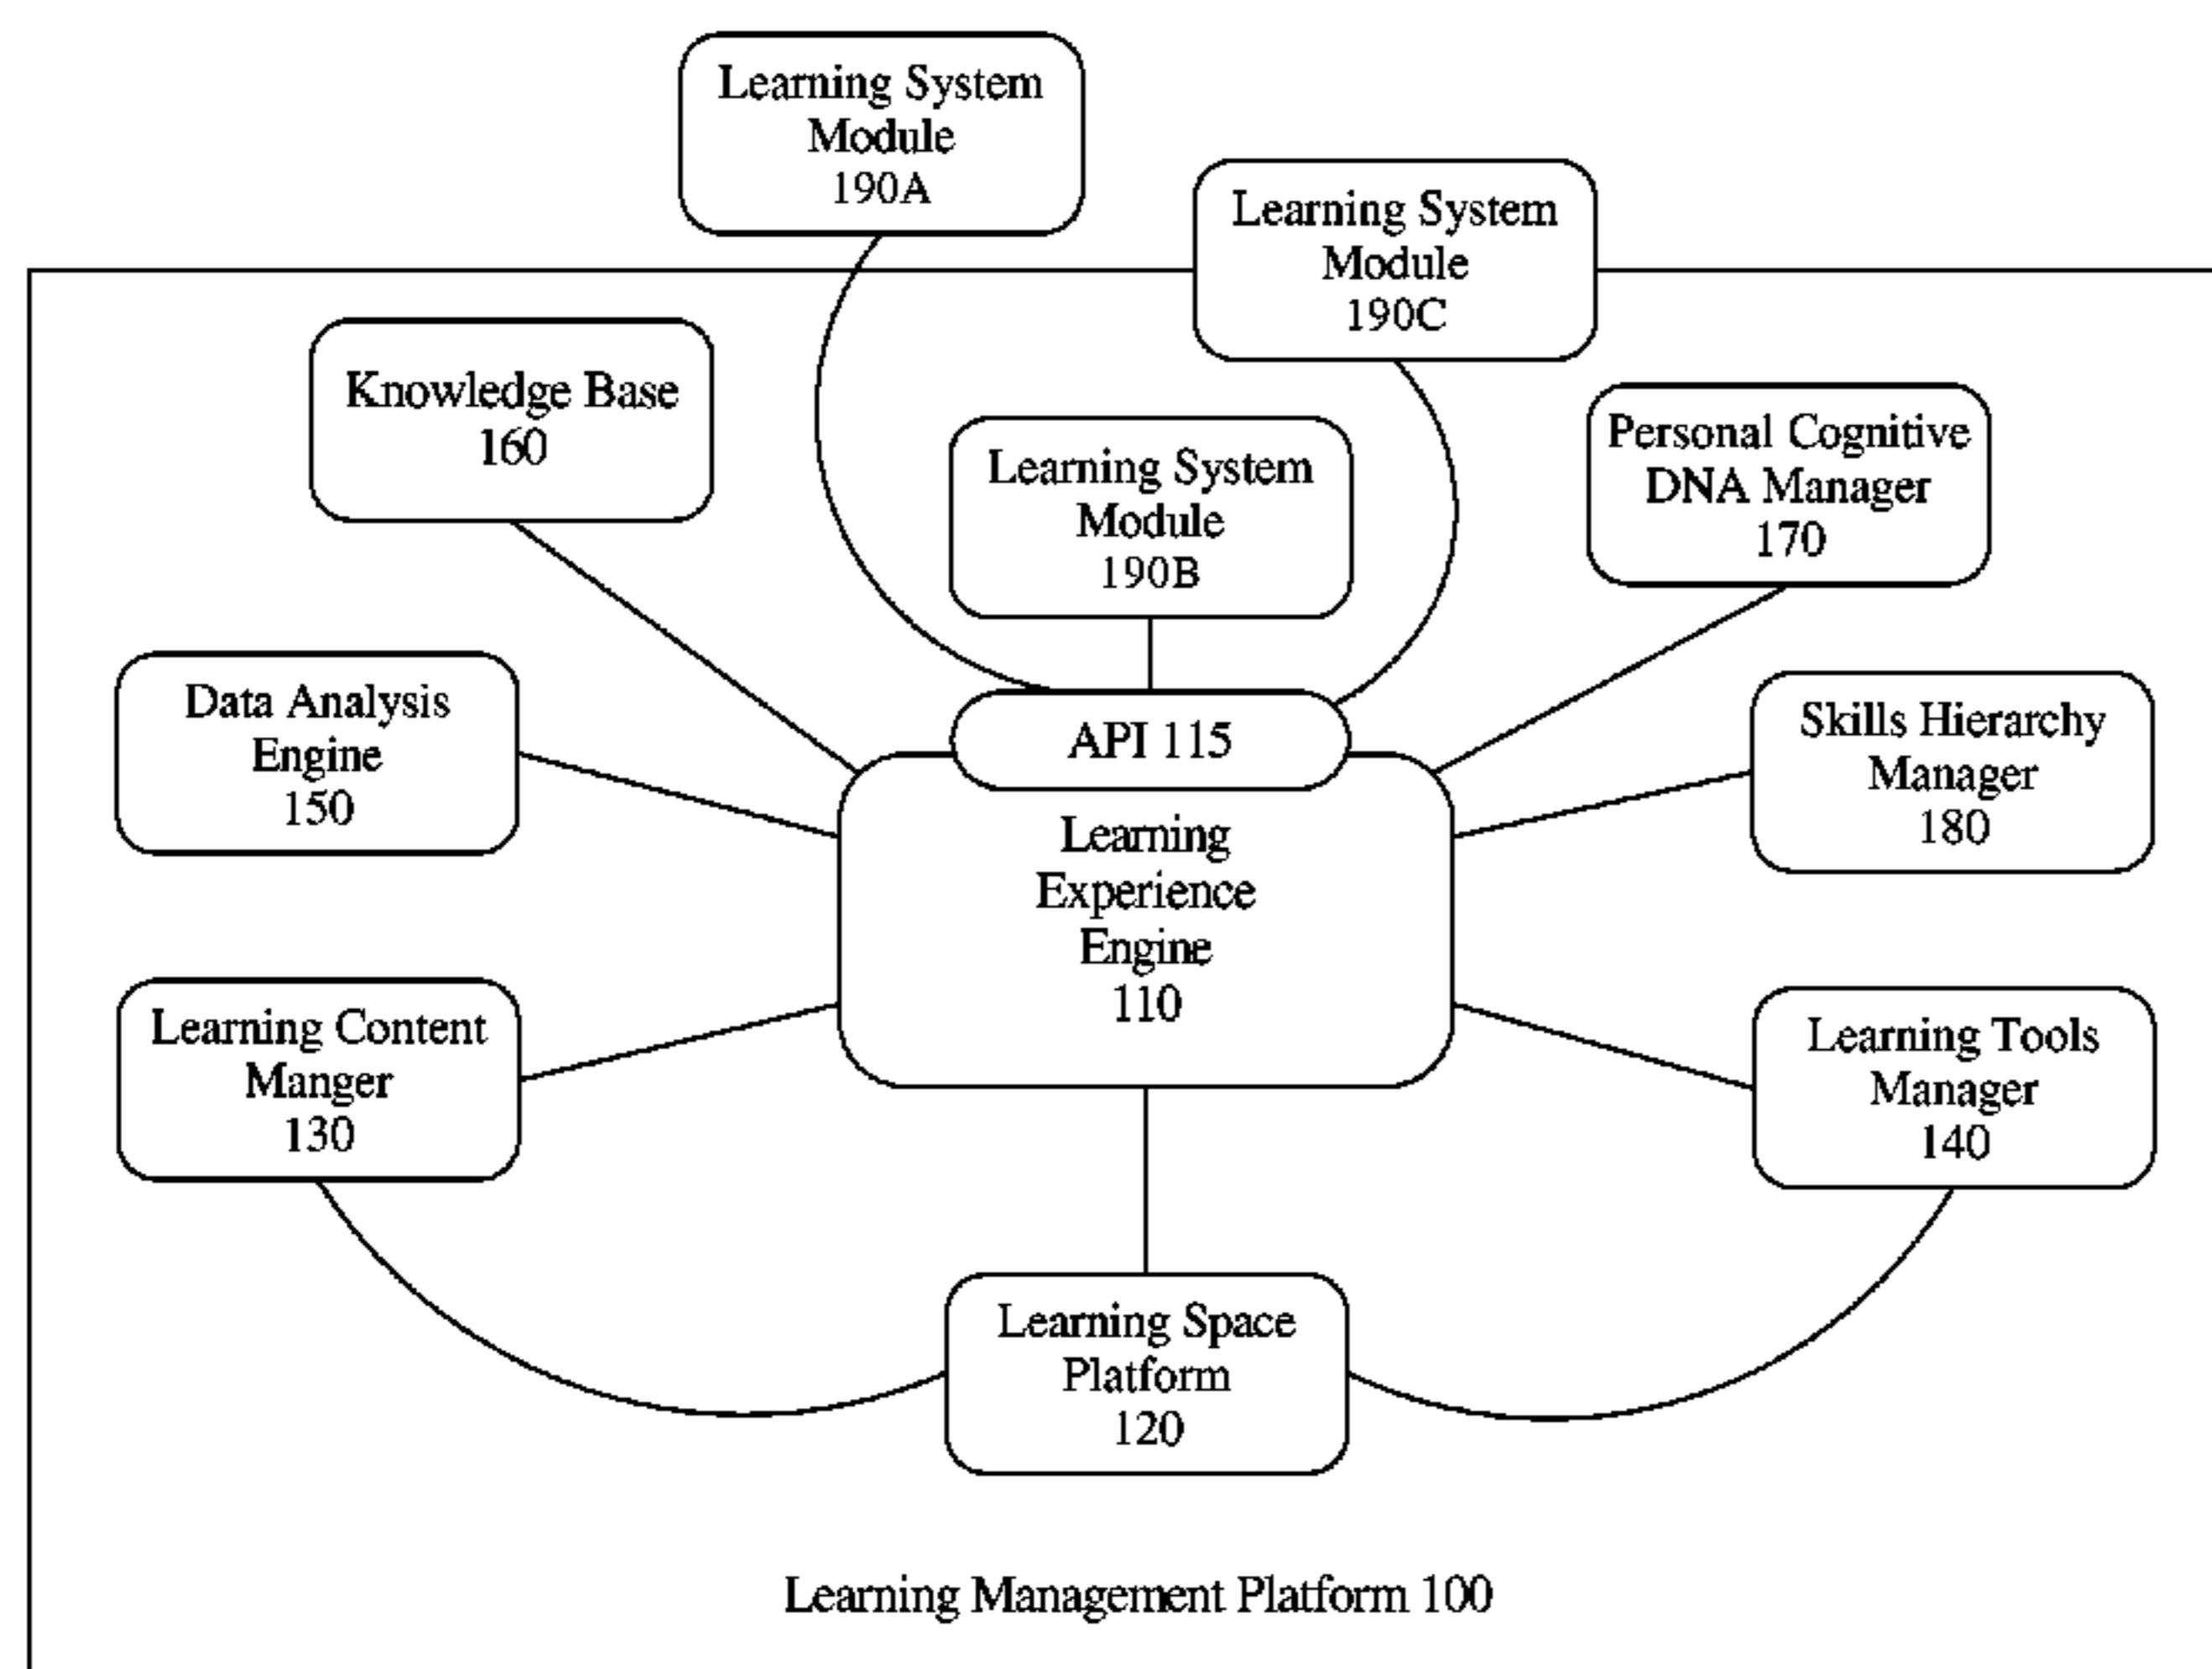 Learning System
Module
190A
Learning System
Module
190C
Knowledge Base
160
Learning System
Module
190B
Personal Cognitive
DNA Manager
170
Data Analysis
Engine
150
API 115
Skills Hierarchy
Manager
180
Learning
Experience
Engine
110
Learning Content
Manger
130
Learning Tools
Manager
140
Learning Space
Platform
120
Learning Management Platform 100